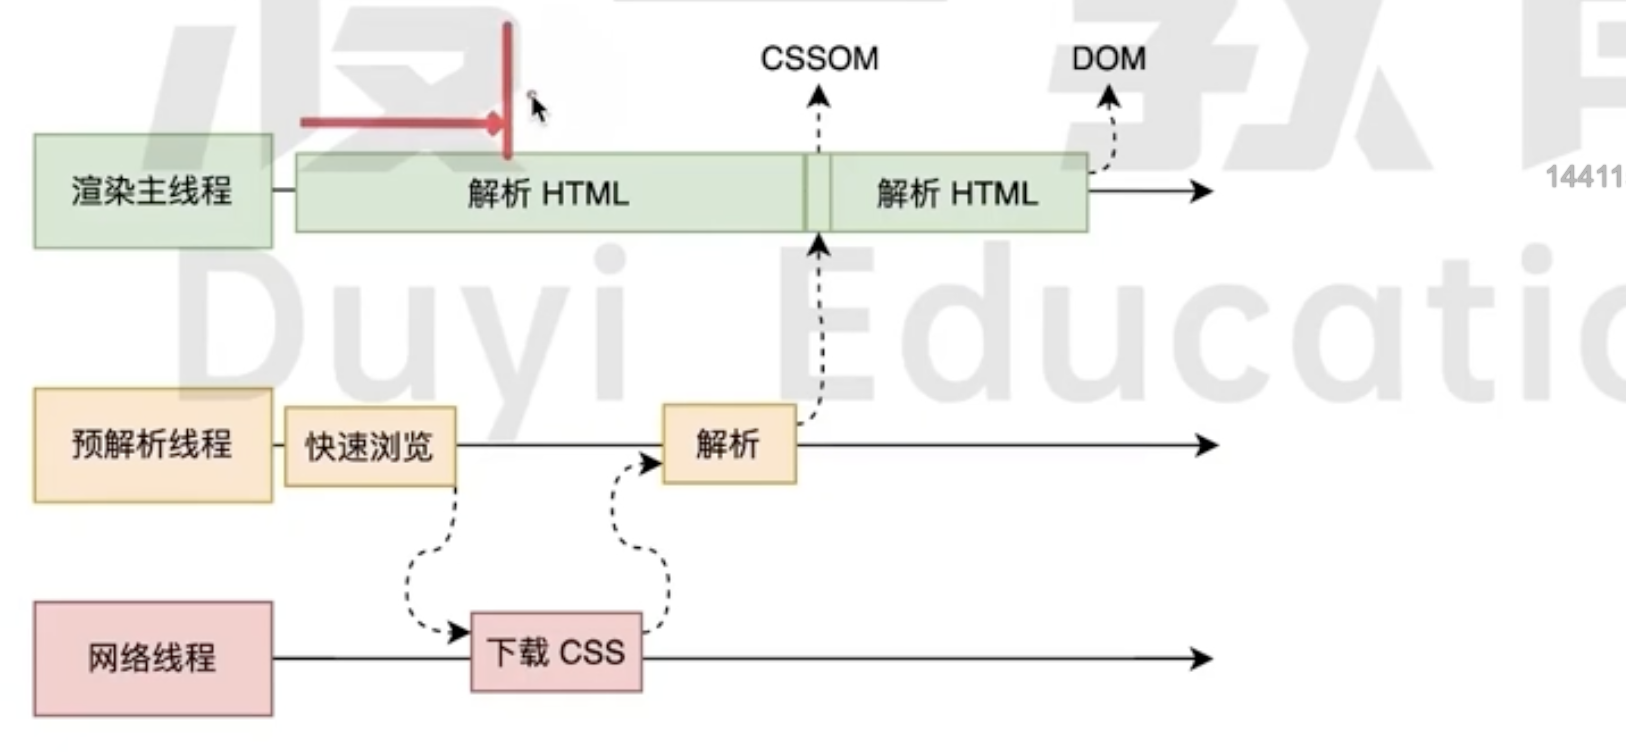 CSSOM
DOM
渲染主线程
解析 HTML
解析 HTML
14411
预解析线程
快速浏览
解析
网络线程
下载 CSS
Duyi Educatio
教